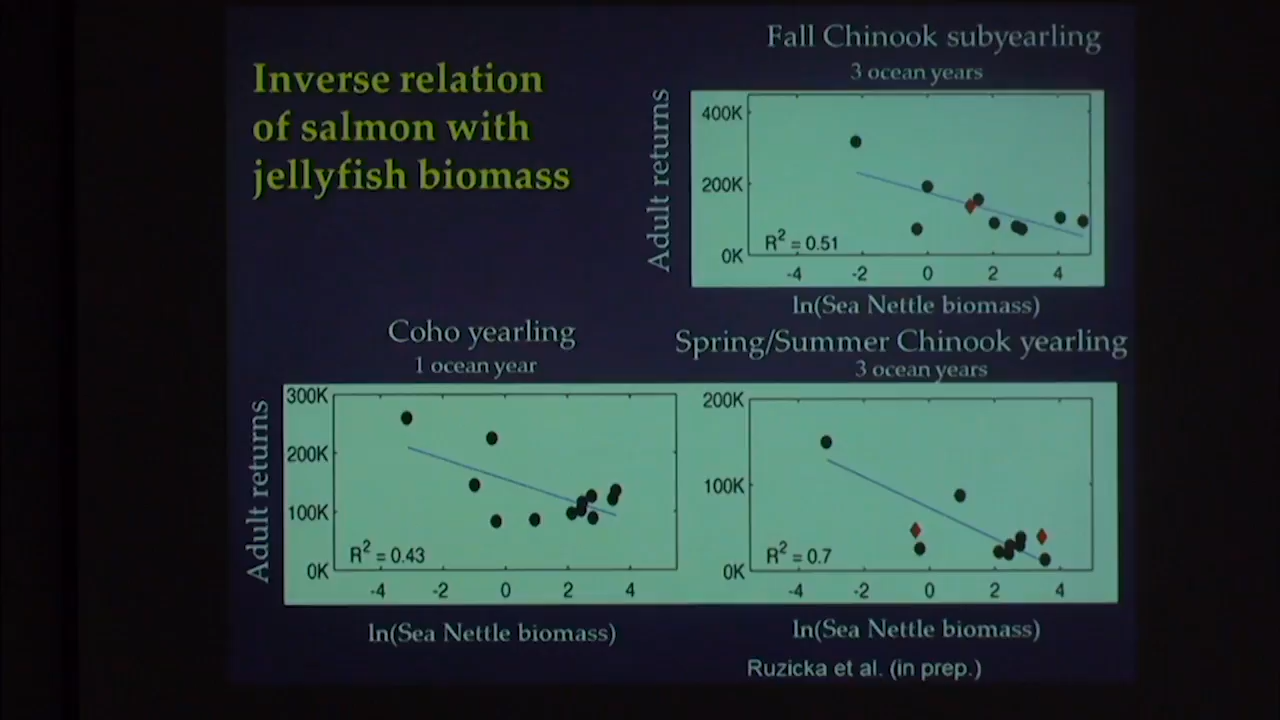 Inverse relation
of salmon with
jellyfish biomass
Fall Chinook subyearling
3 ocean years
Adult returns
400K
200K
0K
R² = 0.51
-4 -2 0 2 4
ln(Sea Nettle biomass)
Coho yearling
1 ocean year
Adult returns
300K
200K
100K
0K
R² = 0.43
-4 -2 0 2 4
ln(Sea Nettle biomass)
Spring/Summer Chinook yearling
3 ocean years
200K
100K
0K
R² = 0.7
-4 -2 0 2 4
ln(Sea Nettle biomass)
Ruzicka et al. (in prep.)